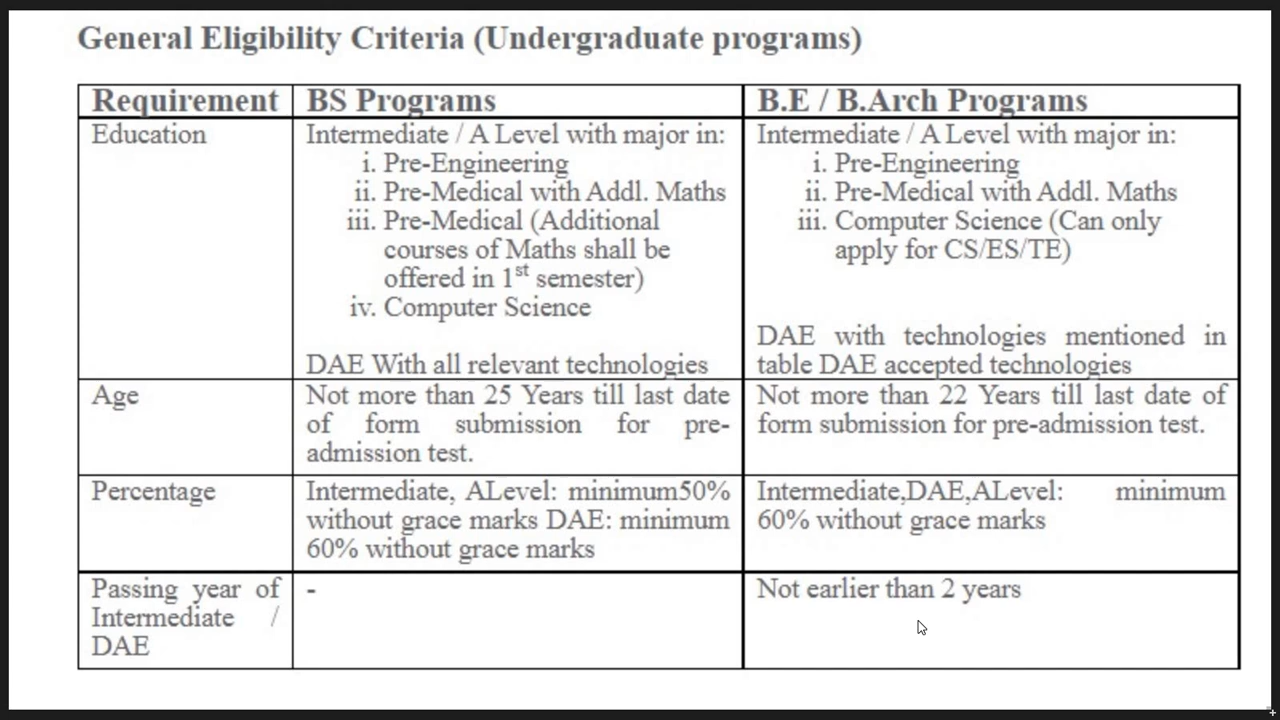 General Eligibility Criteria (Undergraduate programs)
Requirement
BS Programs
B.E / B.Arch Programs
Education
Intermediate / A Level with major in:
i. Pre-Engineering
ii. Pre-Medical with Addl. Maths
iii. Pre-Medical (Additional
courses of Maths shall be
offered in 1st semester)
iv. Computer Science
DAE With all relevant technologies
Intermediate / A Level with major in:
i. Pre-Engineering
ii. Pre-Medical with Addl. Maths
iii. Computer Science (Can only
apply for CS/ES/TE)
DAE with technologies mentioned in
table DAE accepted technologies
Age
Not more than 25 Years till last date
of form submission for pre-
admission test.
Not more than 22 Years till last date of
form submission for pre-admission test.
Percentage
Intermediate, ALevel: minimum50%
without grace marks DAE: minimum
60% without grace marks
Intermediate,DAE,ALevel: minimum
60% without grace marks
Passing year of
Intermediate /
DAE
-
Not earlier than 2 years